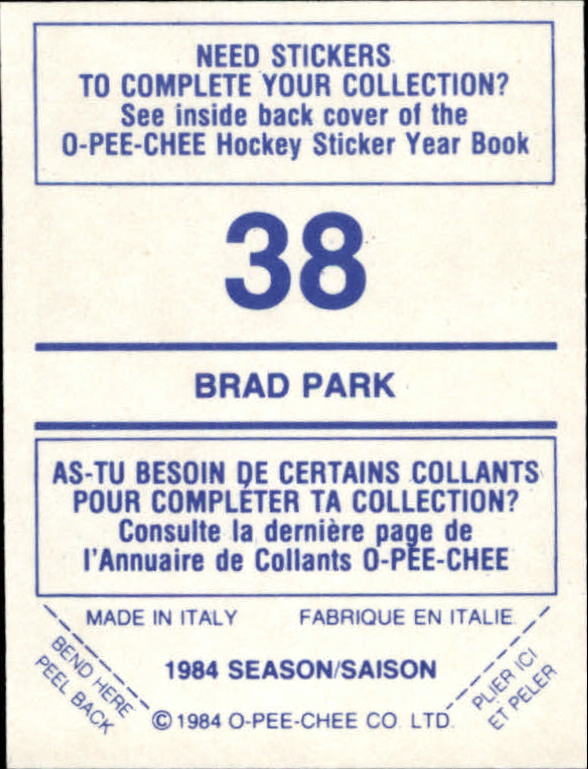 NEED STICKERS
TO COMPLETE YOUR COLLECTION?
See inside back cover of the
O-PEE-CHEE Hockey Sticker Year Book
38
BRAD PARK
AS-TU BESOIN DE CERTAINS COLLANTS
POUR COMPLÉTER TA COLLECTION?
Consulte la dernière page de
l'Annuaire de Collants O-PEE-CHEE
MADE IN ITALY FABRIQUE EN ITALIE
BEND HERE
PEEL BACK
1984 SEASON/SAISON
PLIER ICI
ET PELER
© 1984 O-PEE-CHEE CO. LTD.